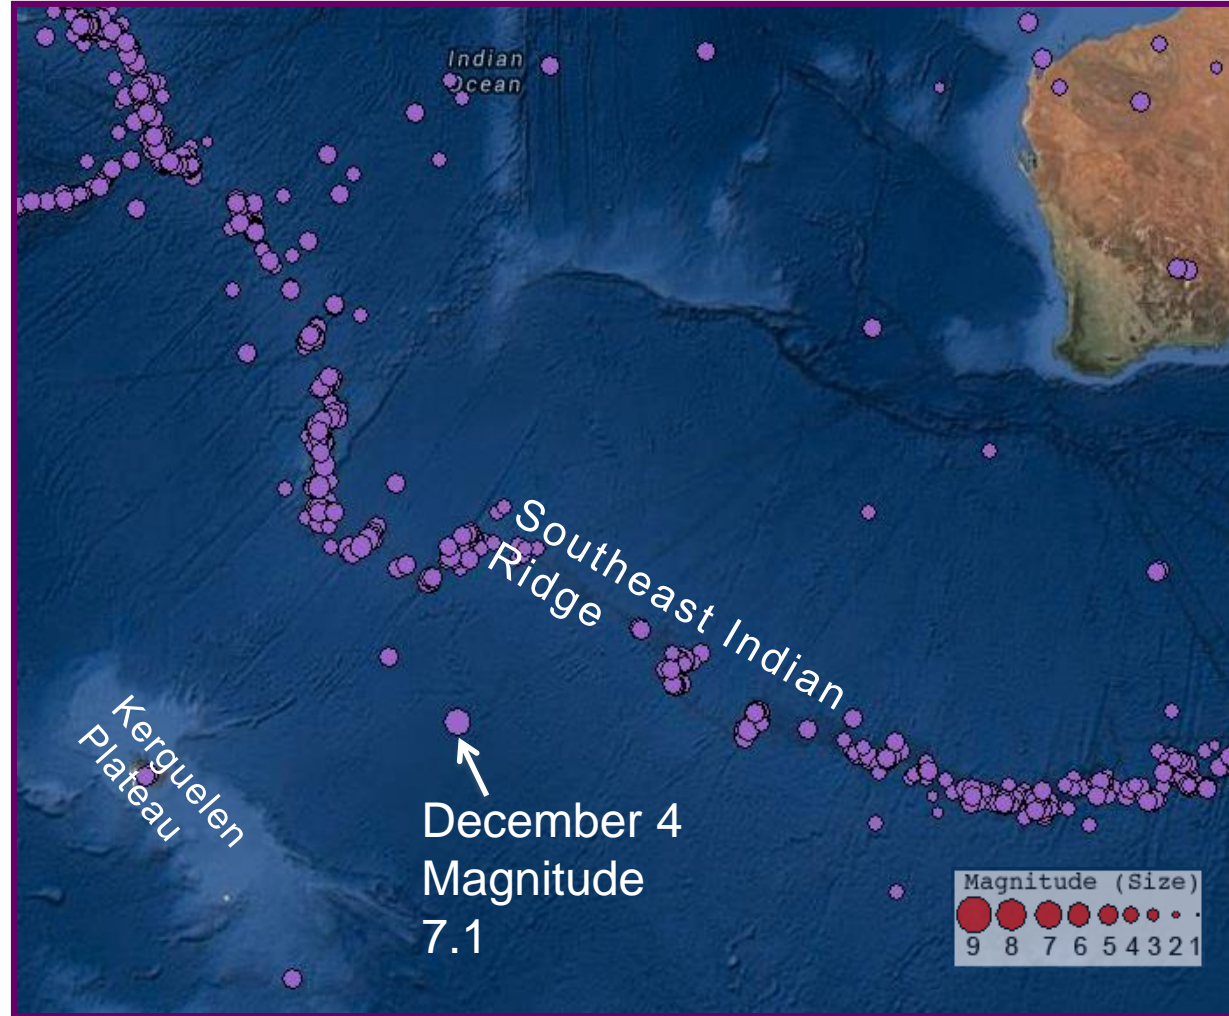 Indian
Ocean
Southeast Indian
Ridge
Kerguelen
Plateau
December 4
Magnitude
7.1
Magnitude (Size)
9 8 7 6 5 4 3 2 1